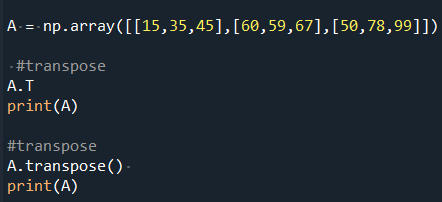 A = np.array([[15,35,45],[60,59,67],[50,78,99]])
#transpose
A.T
print(A)
#transpose
A.transpose()
print(A)